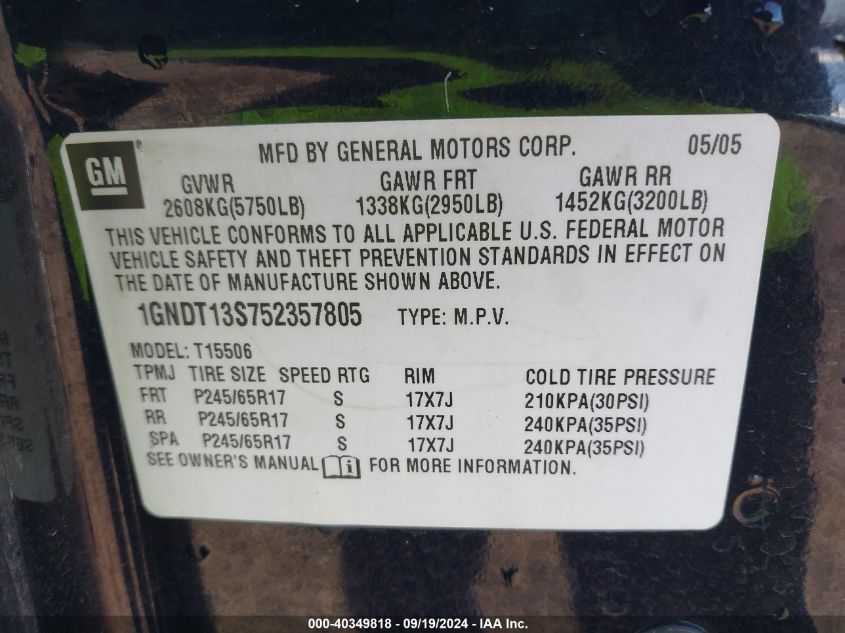 GM ® MFD BY GENERAL MOTORS CORP. 05/05
GVWR GAWR FRT GAWR RR
2608KG(5750LB) 1338KG(2950LB) 1452KG(3200LB)
THIS VEHICLE CONFORMS TO ALL APPLICABLE U.S. FEDERAL MOTOR
VEHICLE SAFETY AND THEFT PREVENTION STANDARDS IN EFFECT ON
THE DATE OF MANUFACTURE SHOWN ABOVE.
1GNDT13S752357805 TYPE: M.P.V.
MODEL: T15506
TPMJ TIRE SIZE SPEED RTG RIM COLD TIRE PRESSURE
FRT P245/65R17 S 17X7J 210KPA(30PSI)
RR P245/65R17 S 17X7J 240KPA(35PSI)
SPA P245/65R17 S 17X7J 240KPA(35PSI)
SEE OWNER'S MANUAL FOR MORE INFORMATION.
000-40349818 - 09/19/2024 - IAA Inc.